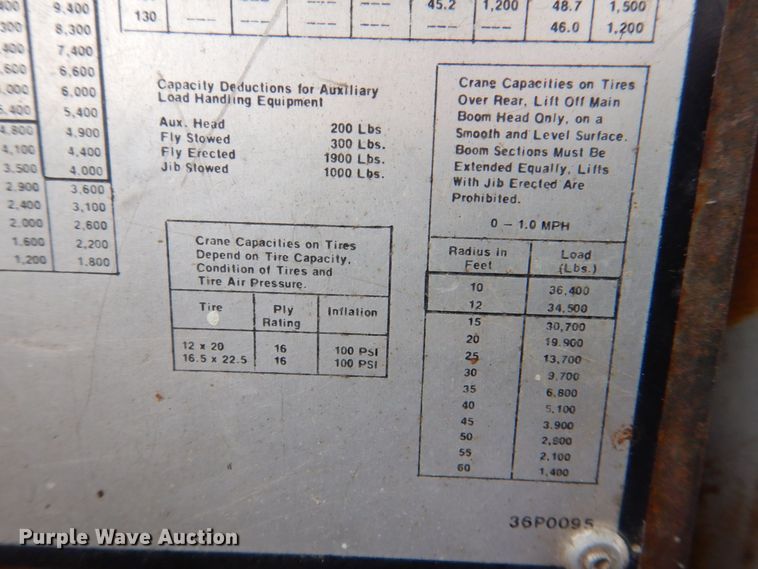 130 --- --- --- --- 45.2 1,200 48.7 1,500
--- --- 46.0 1,200
9,400
8,300
7,400
6,600
6,000
6,400 5,400
4,800 4,900
4,100 4,400
3,500 4,000
2,900 3,600
2,400 3,100
2,000 2,600
1,600 2,200
1,200 1,800
Capacity Deductions for Auxiliary
Load Handling Equipment
Aux. Head 200 Lbs
Fly Stowed 300 Lbs.
Fly Erected 1900 Lbs.
Jib Stowed 1000 Lbs.
Crane Capacities on Tires
Depend on Tire Capacity,
Condition of Tires and
Tire Air Pressure.
Tire Ply Rating Inflation
12 x 20 16 100 PSI
16.5 x 22.5 16 100 PSI
Crane Capacities on Tires
Over Rear, Lift Off Main
Boom Head Only, on a
Smooth and Level Surface.
Boom Sections Must Be
Extended Equally, Lifts
With Jib Erected Are
Prohibited.
0 – 1.0 MPH
Radius in Load
Feet (Lbs.)
10 36,400
12 34,500
15 30,700
20 19,900
25 13,700
30 9,700
35 6,800
40 5,100
45 3,900
50 2,800
55 2,100
60 1,400
36P0095
Purple Wave Auction